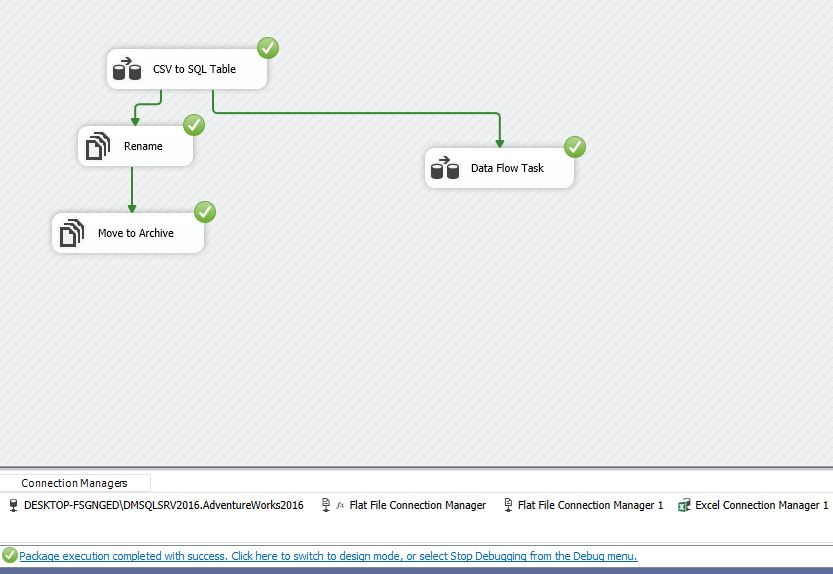 CSV to SQL Table
Rename
Data Flow Task
Move to Archive
Connection Managers
DESKTOP-FSGNGED\DMSQLSRV2016.AdventureWorks2016 fx Flat File Connection Manager Flat File Connection Manager 1 Excel Connection Manager 1
Package execution completed with success. Click here to switch to design mode, or select Stop Debugging from the Debug menu.